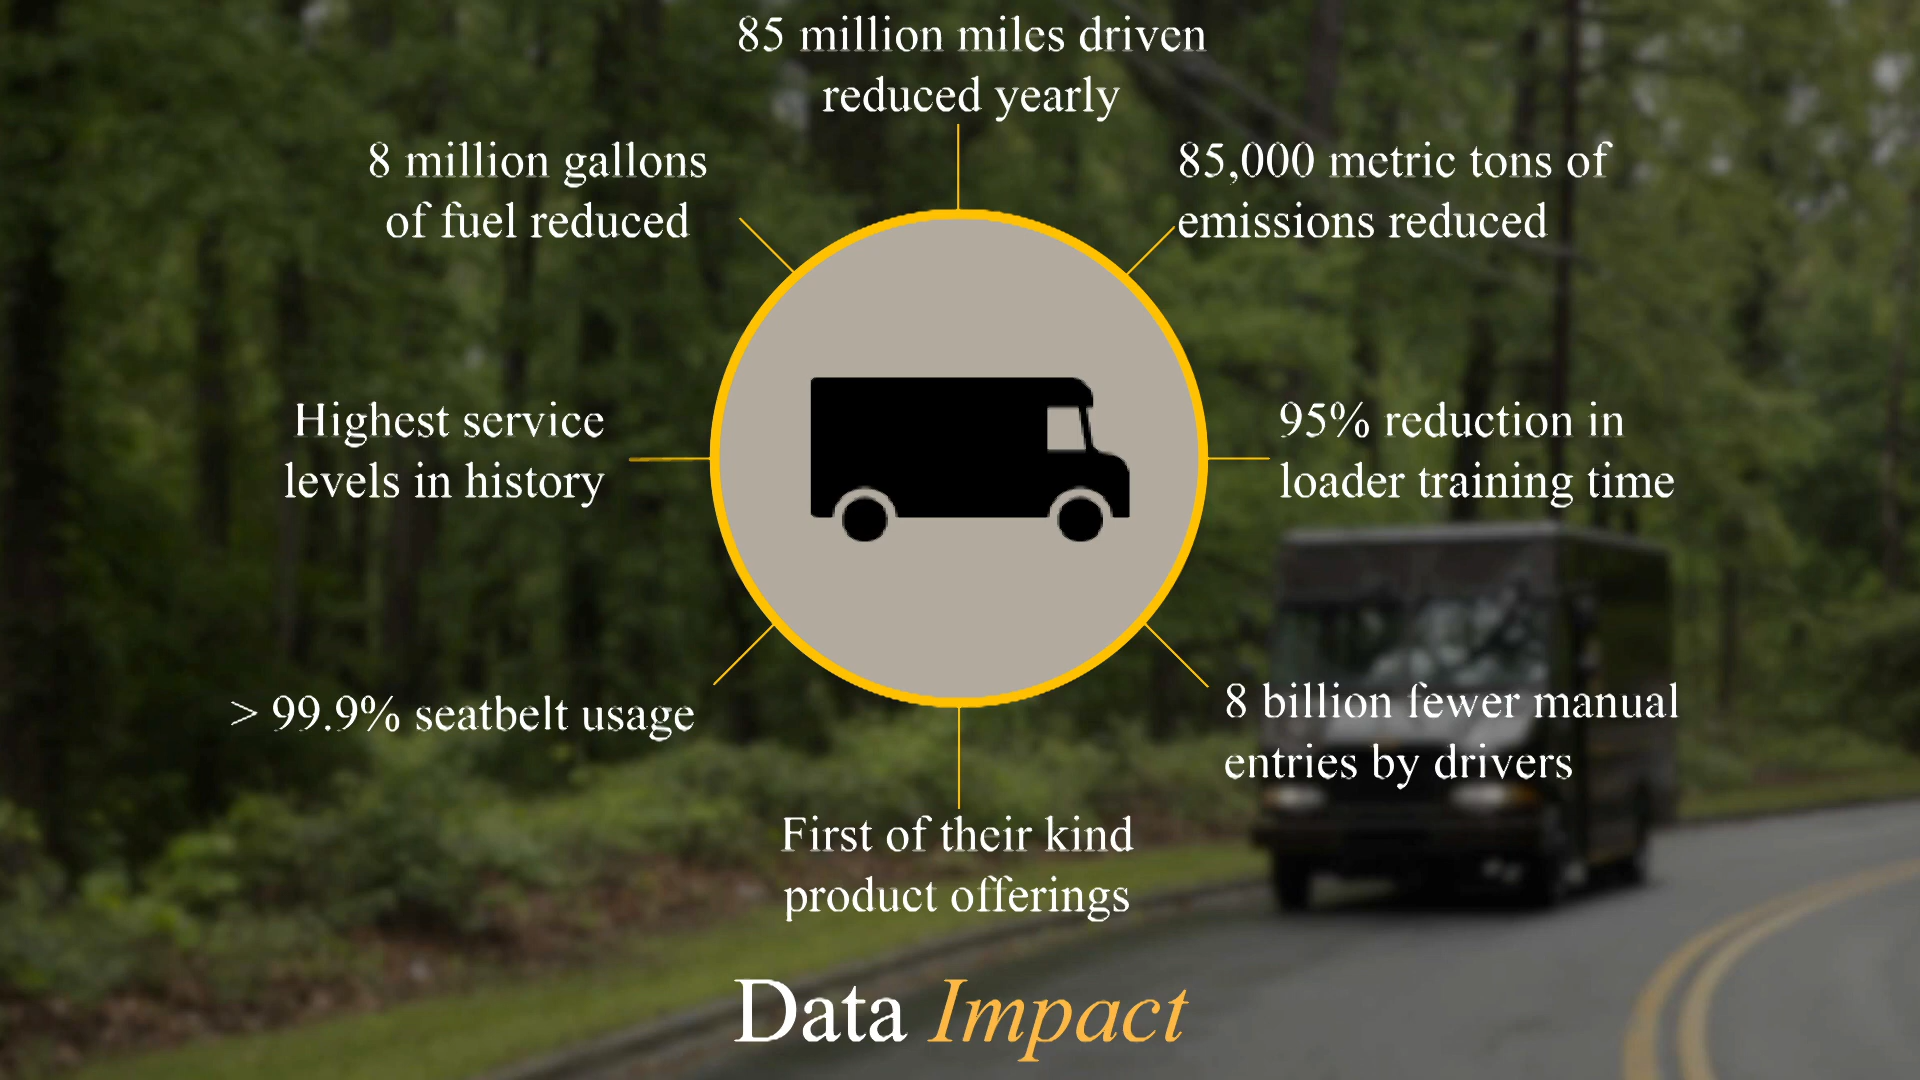 85 million miles driven
reduced yearly
8 million gallons
of fuel reduced
85,000 metric tons of
emissions reduced
Highest service
levels in history
95% reduction in
loader training time
> 99.9% seatbelt usage
8 billion fewer manual
entries by drivers
First of their kind
product offerings
Data Impact